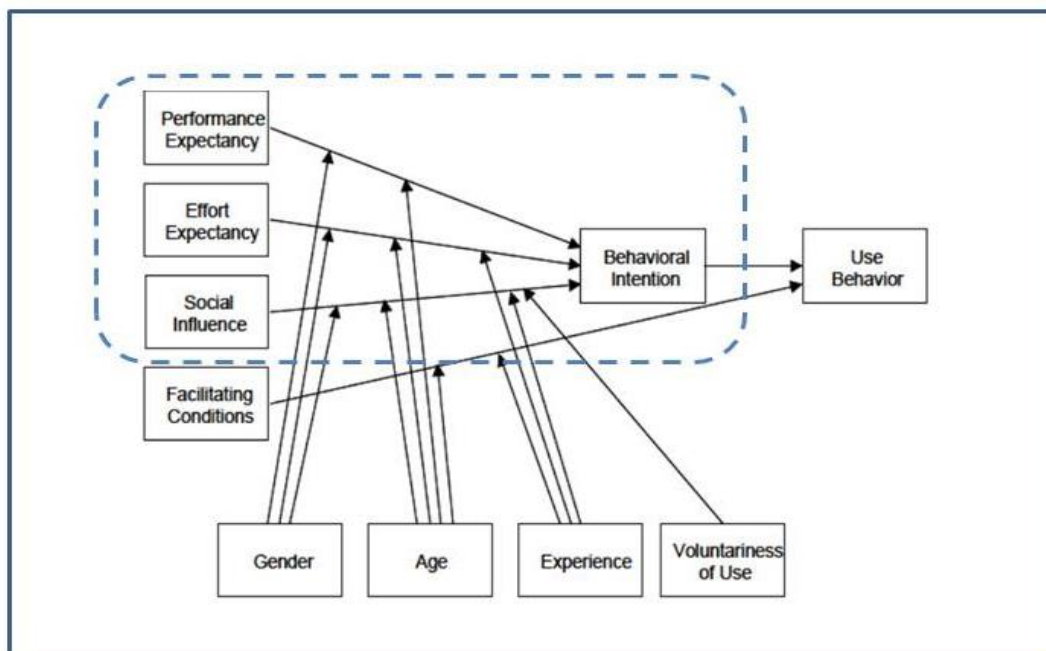 Performance
Expectancy
Effort
Expectancy
Social
Influence
Facilitating
Conditions
Behavioral
Intention
Use
Behavior
Gender
Age
Experience
Voluntariness
of Use